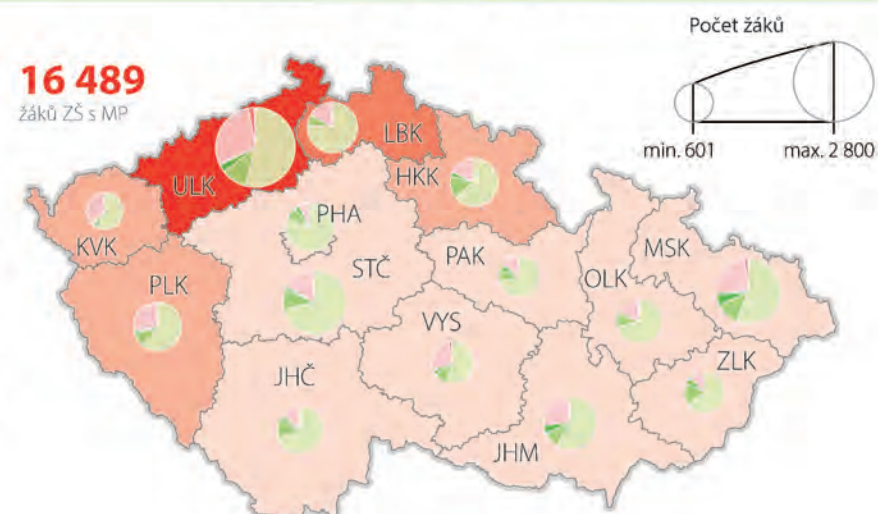 Počet žáků
16 489
žáků ZŠ s MP
min. 601
max. 2 800
LBK
ULK
HKK
PHA
KVK
STČ
PAK
MSK
OLK
PLK
VYS
ZLK
JHČ
JHM